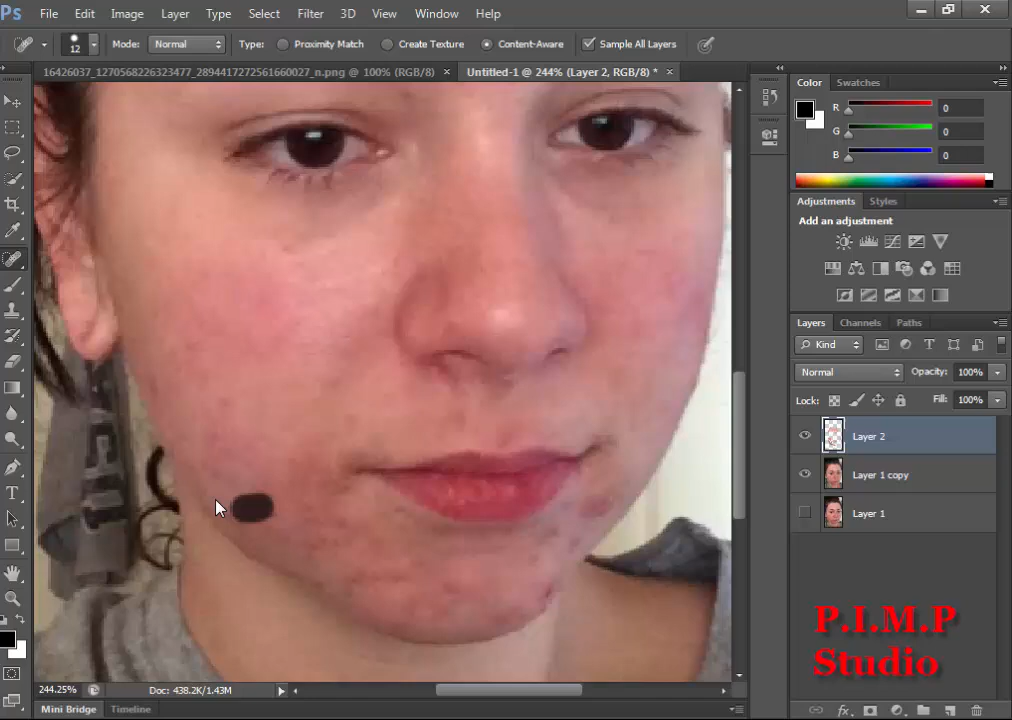 Ps File Edit Image Layer Type Select Filter 3D View Window Help
12 Mode: Normal Type: Proximity Match Create Texture Content-Aware Sample All Layers
16426037_1270568226323477_2894417272561660027_n.png @ 100% (RGB/8) × Untitled-1 @ 244% (Layer 2, RGB/8) * ×
Color Swatches
R 0
G 0
B 0
Adjustments Styles
Add an adjustment
Layers Channels Paths
Kind
Normal Opacity: 100%
Lock: Fill: 100%
Layer 2
Layer 1 copy
Layer 1
P.I.M.P
Studio
244.25% Doc: 438.2K/1.43M
Mini Bridge Timeline